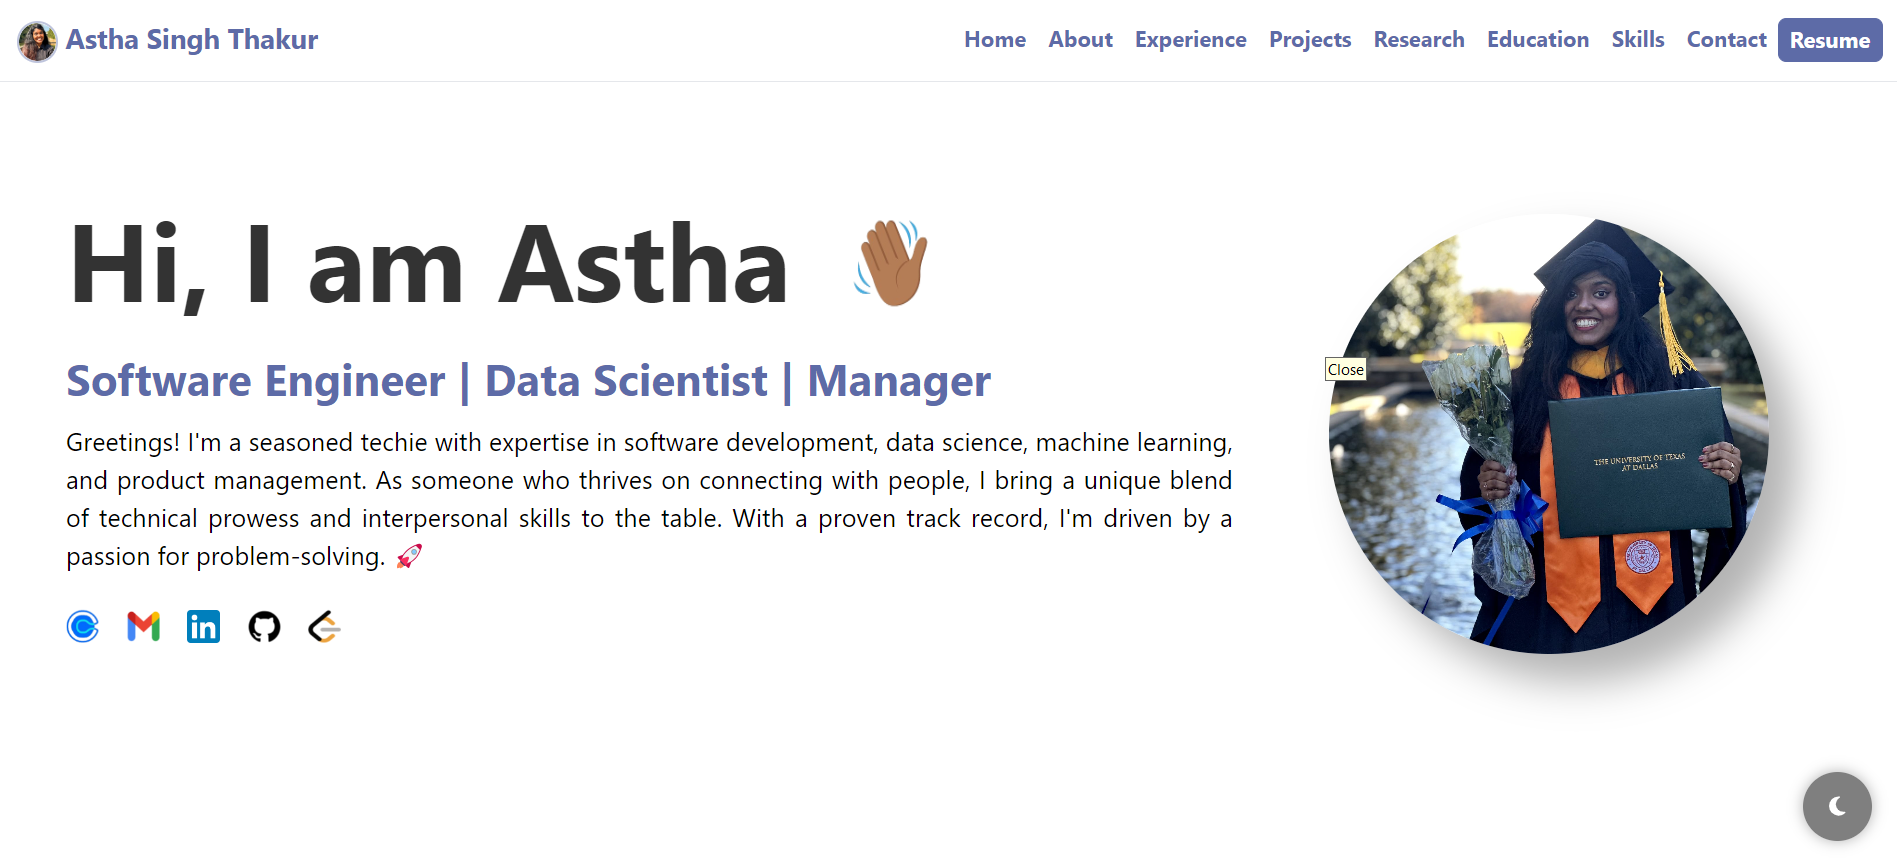 Astha Singh Thakur
Home About Experience Projects Research Education Skills Contact Resume
Hi, I am Astha 👋🏾
Software Engineer | Data Scientist | Manager
Greetings! I'm a seasoned techie with expertise in software development, data science, machine learning,
and product management. As someone who thrives on connecting with people, I bring a unique blend
of technical prowess and interpersonal skills to the table. With a proven track record, I'm driven by a
passion for problem-solving. 🚀
Close
THE UNIVERSITY OF TEXAS
AT DALLAS
in